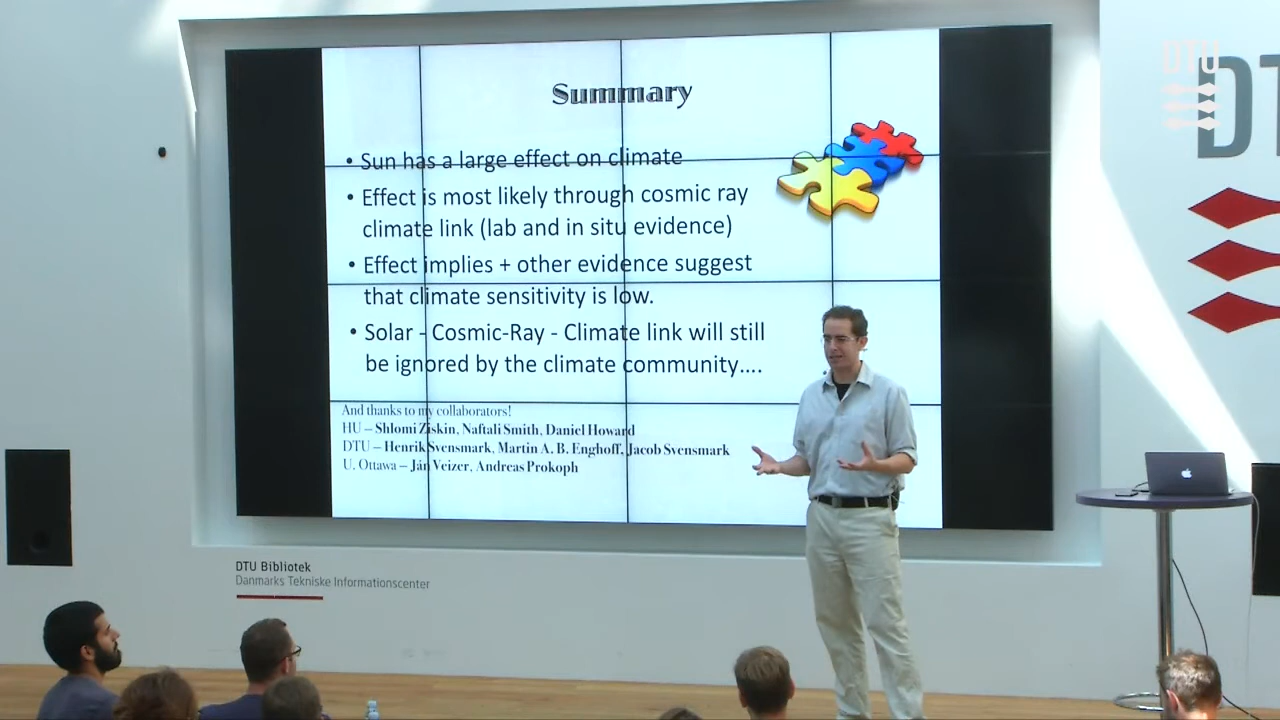 DTU
DT
Summary
• Sun has a large effect on climate
• Effect is most likely through cosmic ray
climate link (lab and in situ evidence)
• Effect implies + other evidence suggest
that climate sensitivity is low.
• Solar - Cosmic-Ray - Climate link will still
be ignored by the climate community....
And thanks to my collaborators!
HU – Shlomi Ziskin, Naftali Smith, Daniel Howard
DTU – Henrik Svensmark, Martin A. B. Enghoff, Jacob Svensmark
U. Ottawa – Ján Veizer, Andreas Prokoph
DTU Bibliotek
Danmarks Tekniske Informationscenter